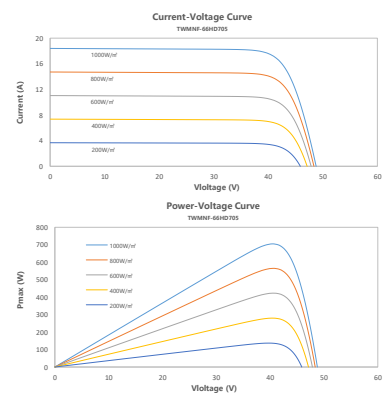 Current-Voltage Curve
TWMNF-66HD705
20
16
12
8
4
0
Current (A)
1000W/㎡
800W/㎡
600W/㎡
400W/㎡
200W/㎡
0 10 20 30 40 50 60
Vloltage (V)
Power-Voltage Curve
TWMNF-66HD705
800
700
600
500
400
300
200
100
0
Pmax (W)
1000W/㎡
800W/㎡
600W/㎡
400W/㎡
200W/㎡
0 10 20 30 40 50 60
Vloltage (V)